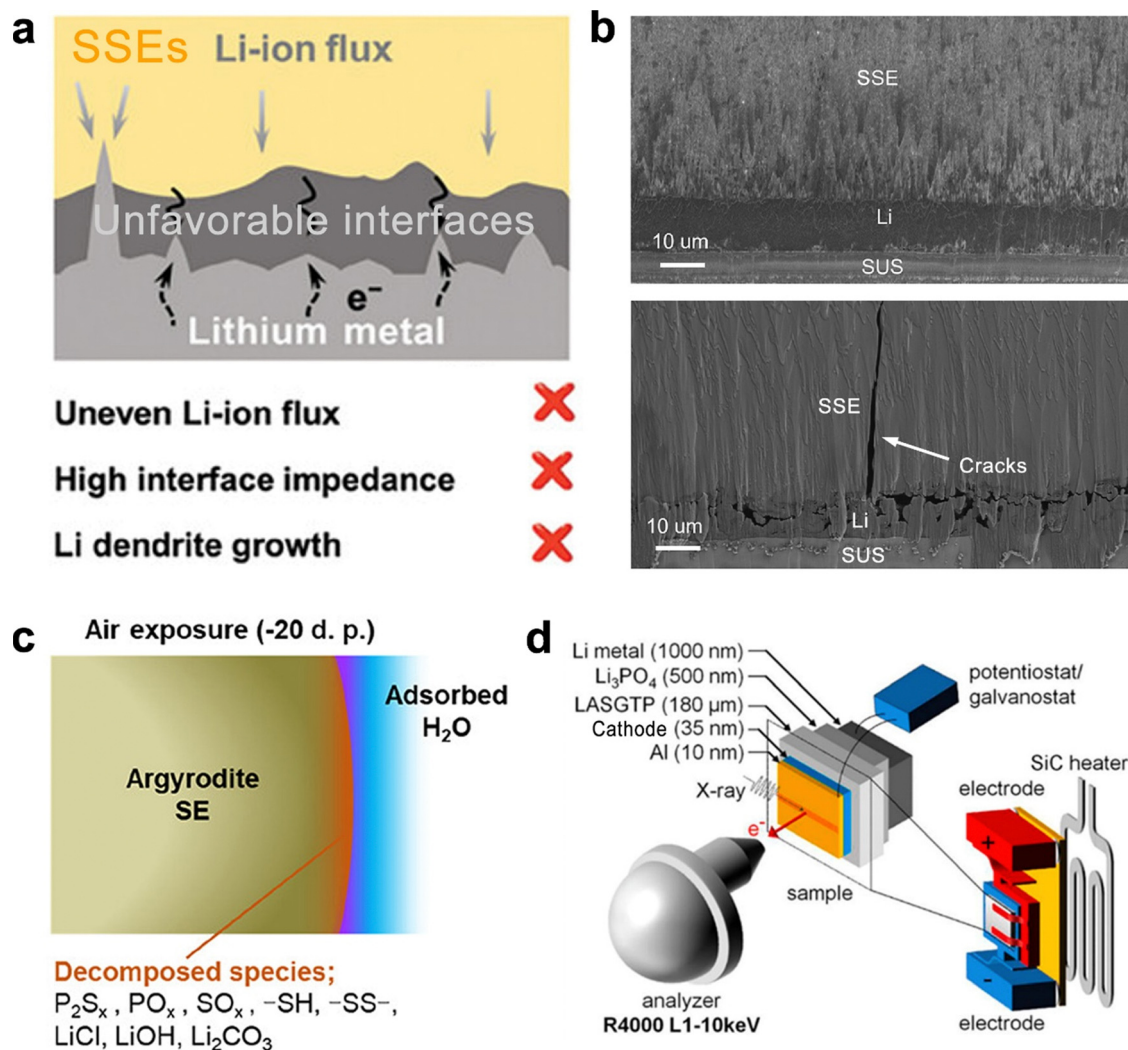 a
SSEs Li-ion flux
Unfavorable interfaces
e⁻
Lithium metal
Uneven Li-ion flux
High interface impedance
Li dendrite growth
b
SSE
Li
10 um
SUS
SSE
Cracks
Li
10 um
SUS
c
Air exposure (-20 d. p.)
Adsorbed
H₂O
Argyrodite
SE
Decomposed species;
P₂Sₓ, POₓ, SOₓ, -SH, -SS-,
LiCl, LiOH, Li₂CO₃
d
Li metal (1000 nm)
Li₃PO₄ (500 nm)
LASGTP (180 µm)
Cathode (35 nm)
Al (10 nm)
X-ray
e⁻
sample
potentiostat/
galvanostat
SiC heater
electrode
+
-
electrode
analyzer
R4000 L1-10keV